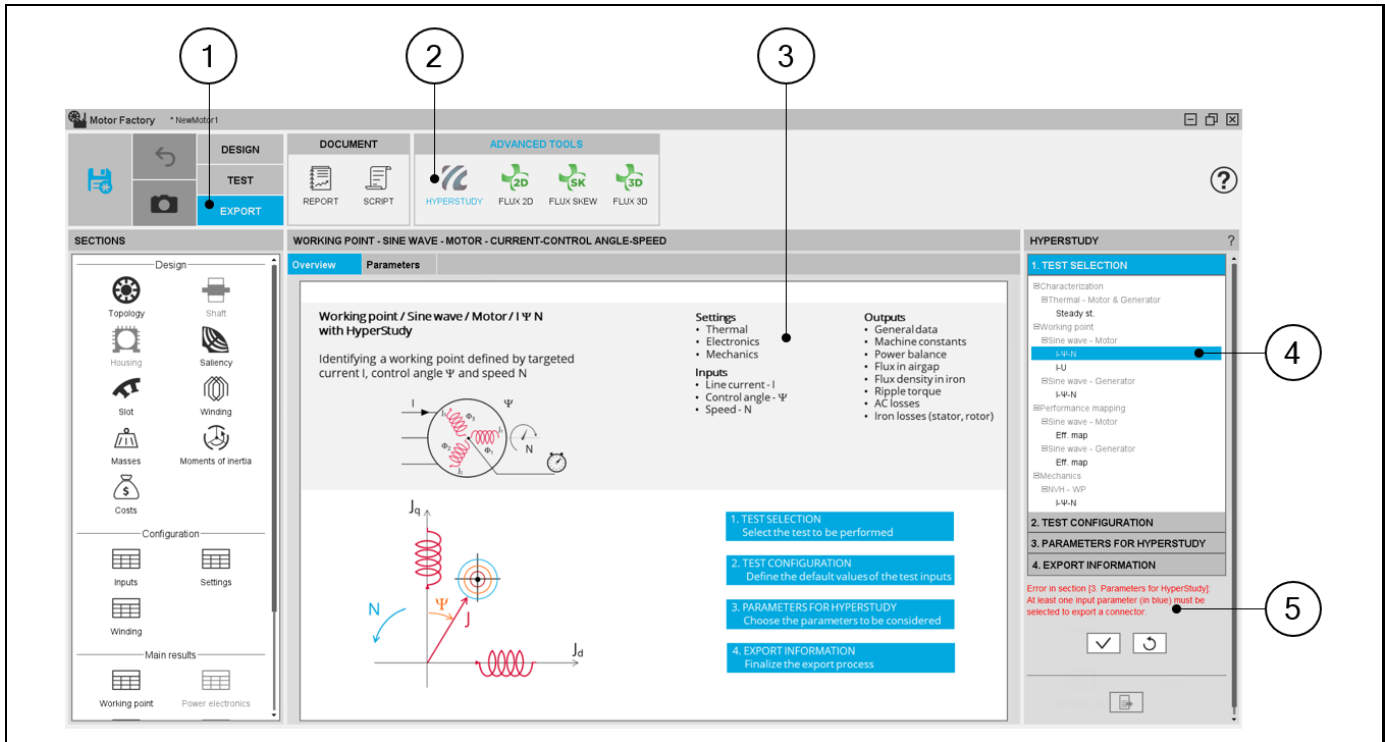 1
2
3
Motor Factory * NewMotor1
DESIGN
TEST
EXPORT
DOCUMENT
REPORT
SCRIPT
ADVANCED TOOLS
HYPERSTUDY
2D
FLUX 2D
SK
FLUX SKEW
3D
FLUX 3D
?
SECTIONS
Design
Topology
Shaft
Housing
Saliency
Slot
Winding
Masses
Moments of inertia
$
Costs
Configuration
Inputs
Settings
Winding
Main results
Working point
Power electronics
WORKING POINT - SINE WAVE - MOTOR - CURRENT-CONTROL ANGLE-SPEED
Overview
Parameters
Working point / Sine wave / Motor / I Ψ N
with HyperStudy
Identifying a working point defined by targeted
current I, control angle Ψ and speed N
I
Ψ
Φ3
Φ2
Φ1
N
Settings
• Thermal
• Electronics
• Mechanics
Inputs
• Line current - I
• Control angle - Ψ
• Speed - N
Outputs
• General data
• Machine constants
• Power balance
• Flux in airgap
• Flux density in iron
• Ripple torque
• AC losses
• Iron losses (stator, rotor)
Jq
N
Ψ
J
Jd
1. TEST SELECTION
Select the test to be performed
2. TEST CONFIGURATION
Define the default values of the test inputs
3. PARAMETERS FOR HYPERSTUDY
Choose the parameters to be considered
4. EXPORT INFORMATION
Finalize the export process
HYPERSTUDY ?
1. TEST SELECTION
Characterization
Thermal - Motor & Generator
Steady st.
Working point
Sine wave - Motor
I-Ψ-N
I-U
Sine wave - Generator
I-Ψ-N
Performance mapping
Sine wave - Motor
Eff. map
Sine wave - Generator
Eff. map
Mechanics
NVH - WP
I-Ψ-N
2. TEST CONFIGURATION
3. PARAMETERS FOR HYPERSTUDY
4. EXPORT INFORMATION
Error in section [3. Parameters for HyperStudy]:
At least one input parameter (in blue) must be
selected to export a connector.
4
5